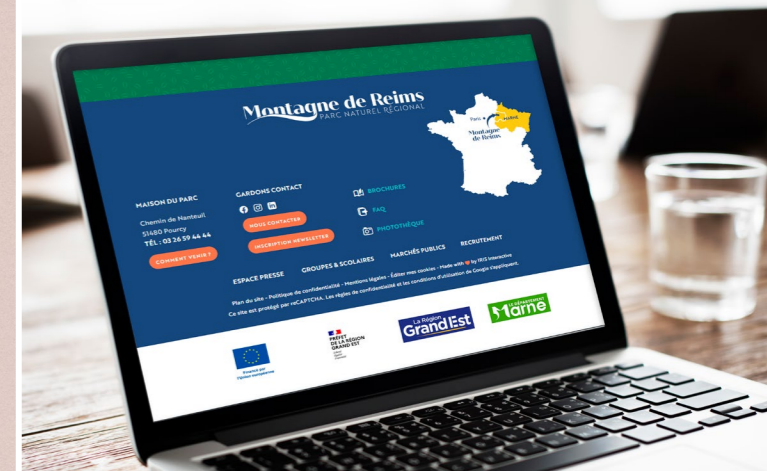 Montagne de Reims
PARC NATUREL RÉGIONAL
Paris
Montagne
de Reims
MAISON DU PARC
Chemin de Nanteuil
51480 Pourcy
TÉL : 03 26 59 44 44
COMMENT VENIR ?
GARDONS CONTACT
NOUS CONTACTER
INSCRIPTION NEWSLETTER
BROCHURES
FAQ
PHOTOTHÈQUE
ESPACE PRESSE
GROUPES & SCOLAIRES
MARCHÉS PUBLICS
RECRUTEMENT
Plan du site - Politique de confidentialité - Mentions légales - Éditer mes cookies - Made with ❤ by IRIS Interactive
Ce site est protégé par reCAPTCHA. Les règles de confidentialité et les conditions d'utilisation de Google s'appliquent.
Financé par
l'Union européenne
PRÉFET
DE LA RÉGION
GRAND EST
La Région
Grand Est
LE DÉPARTEMENT
Marne